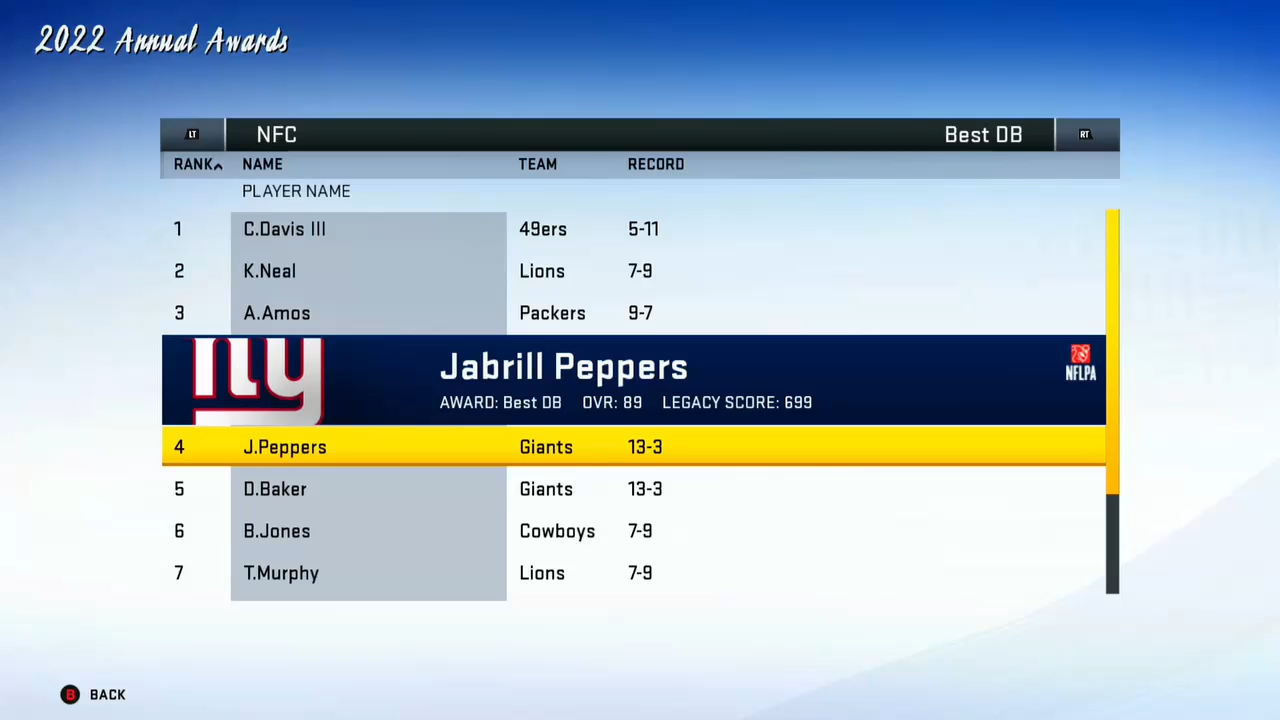 2022 Annual Awards
LT NFC Best DB RT
RANK NAME TEAM RECORD
PLAYER NAME
1 C.Davis III 49ers 5-11
2 K.Neal Lions 7-9
3 A.Amos Packers 9-7
ny Jabrill Peppers NFLPA
AWARD: Best DB OVR: 89 LEGACY SCORE: 699
4 J.Peppers Giants 13-3
5 D.Baker Giants 13-3
6 B.Jones Cowboys 7-9
7 T.Murphy Lions 7-9
B BACK